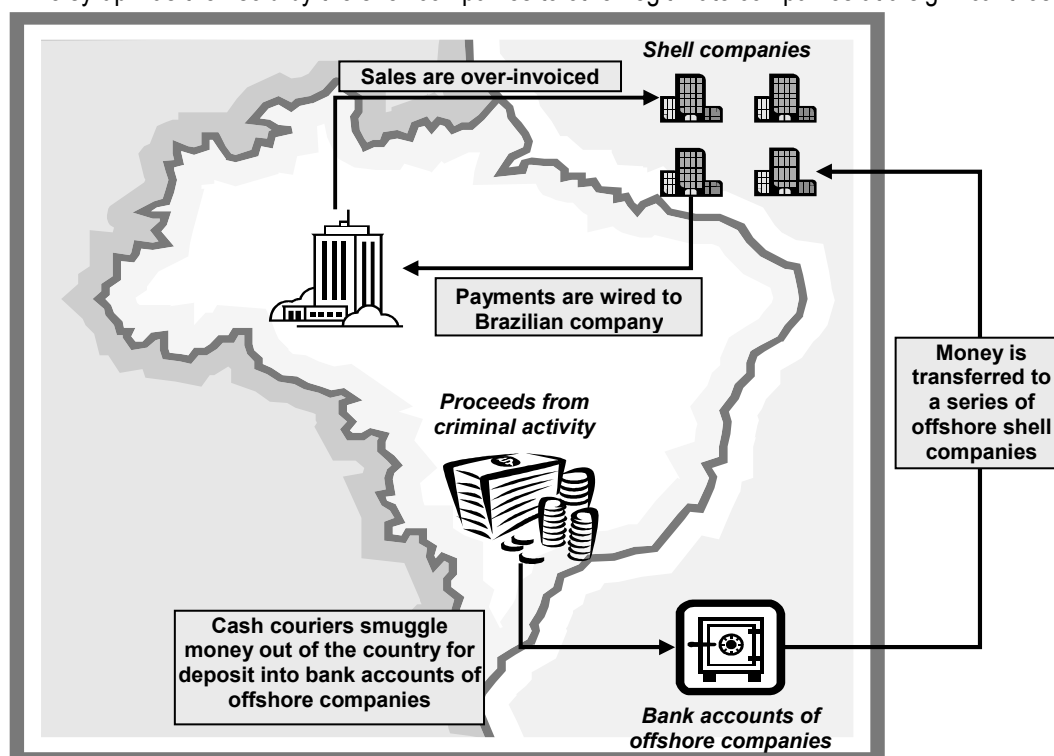 Shell companies
Sales are over-invoiced
Payments are wired to
Brazilian company
Money is
transferred to
a series of
offshore shell
companies
Proceeds from
criminal activity
Cash couriers smuggle
money out of the country for
deposit into bank accounts of
offshore companies
Bank accounts of
offshore companies